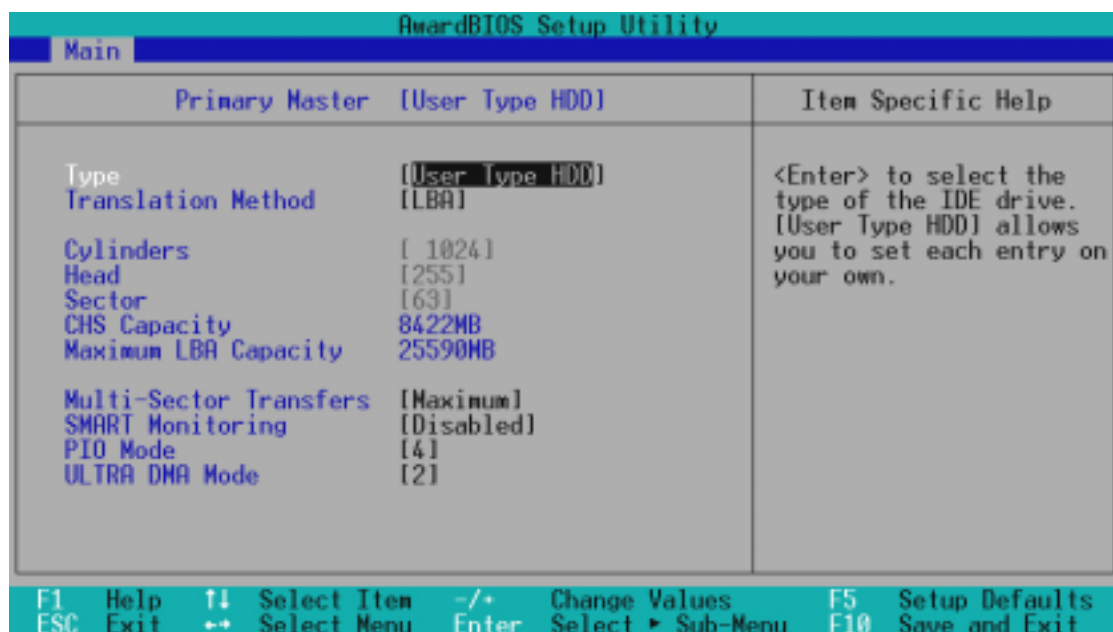 AwardBIOS Setup Utility
Main
Primary Master [User Type HDD]
Item Specific Help
Type [User Type HDD]
Translation Method [LBA]
Cylinders [ 1024]
Head [255]
Sector [63]
CHS Capacity 8422MB
Maximum LBA Capacity 25590MB
Multi-Sector Transfers [Maximum]
SMART Monitoring [Disabled]
PIO Mode [4]
ULTRA DMA Mode [2]
<Enter> to select the
type of the IDE drive.
[User Type HDD] allows
you to set each entry on
your own.
F1 Help ↑↓ Select Item -/+ Change Values F5 Setup Defaults
ESC Exit ←→ Select Menu Enter Select ► Sub-Menu F10 Save and Exit